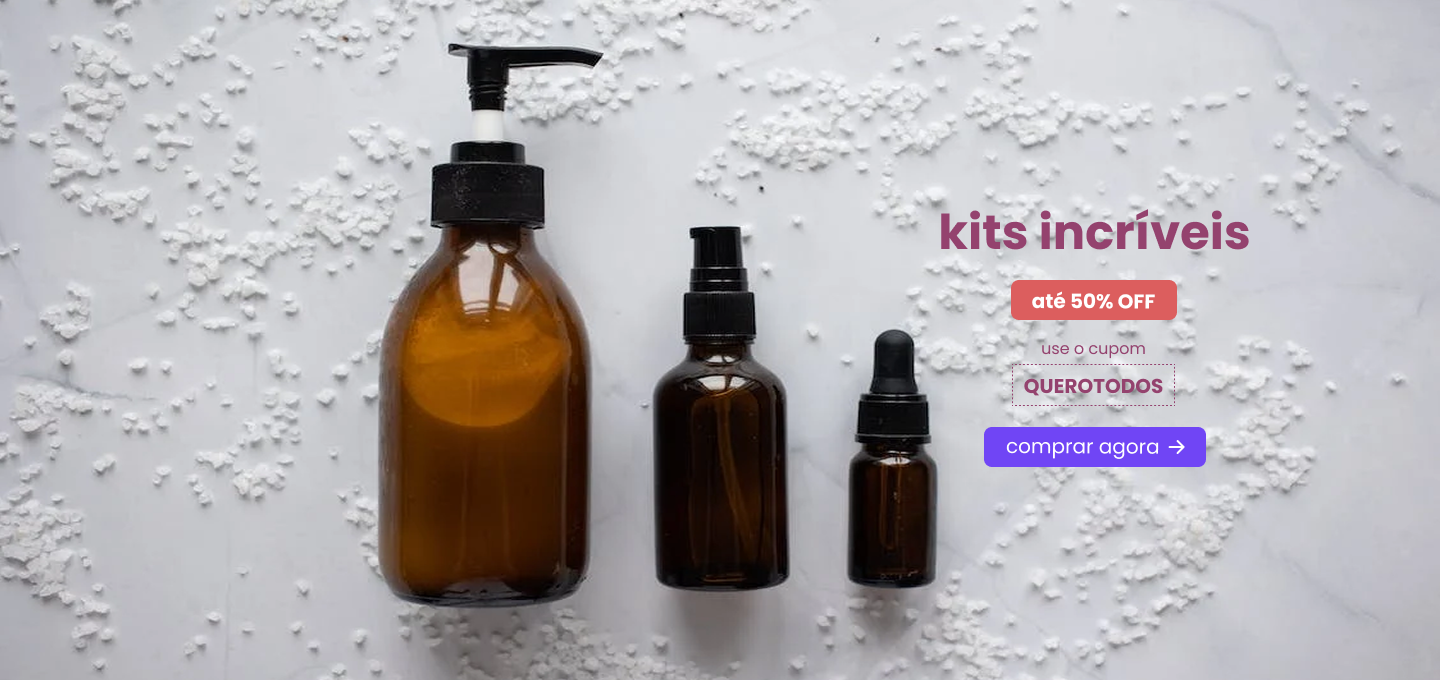 kits incríveis
até 50% OFF
use o cupom
QUEROTODOS
comprar agora →